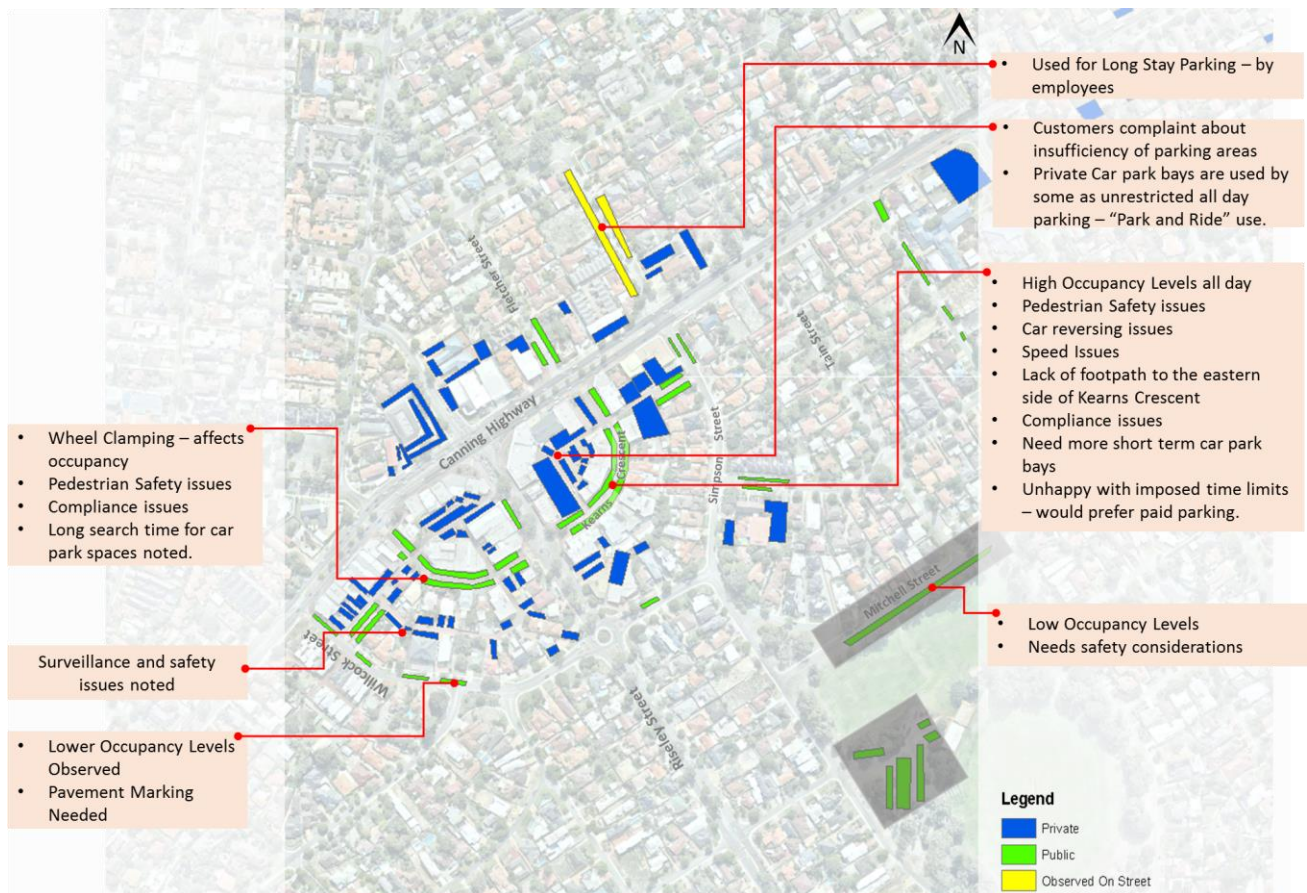 N
• Used for Long Stay Parking – by
employees
• Customers complaint about
insufficiency of parking areas
• Private Car park bays are used by
some as unrestricted all day
parking – “Park and Ride” use.
• High Occupancy Levels all day
• Pedestrian Safety issues
• Car reversing issues
• Speed Issues
• Lack of footpath to the eastern
side of Kearns Crescent
• Compliance issues
• Need more short term car park
bays
• Unhappy with imposed time limits
– would prefer paid parking.
• Wheel Clamping – affects
occupancy
• Pedestrian Safety issues
• Compliance issues
• Long search time for car
park spaces noted.
• Low Occupancy Levels
• Needs safety considerations
Surveillance and safety
issues noted
• Lower Occupancy Levels
Observed
• Pavement Marking
Needed
Fletcher Street
Tain Street
Canning Highway
Simpson Street
Kearns Crescent
Mitchell Street
Willcock Street
Riseley Street
Legend
Private
Public
Observed On Street